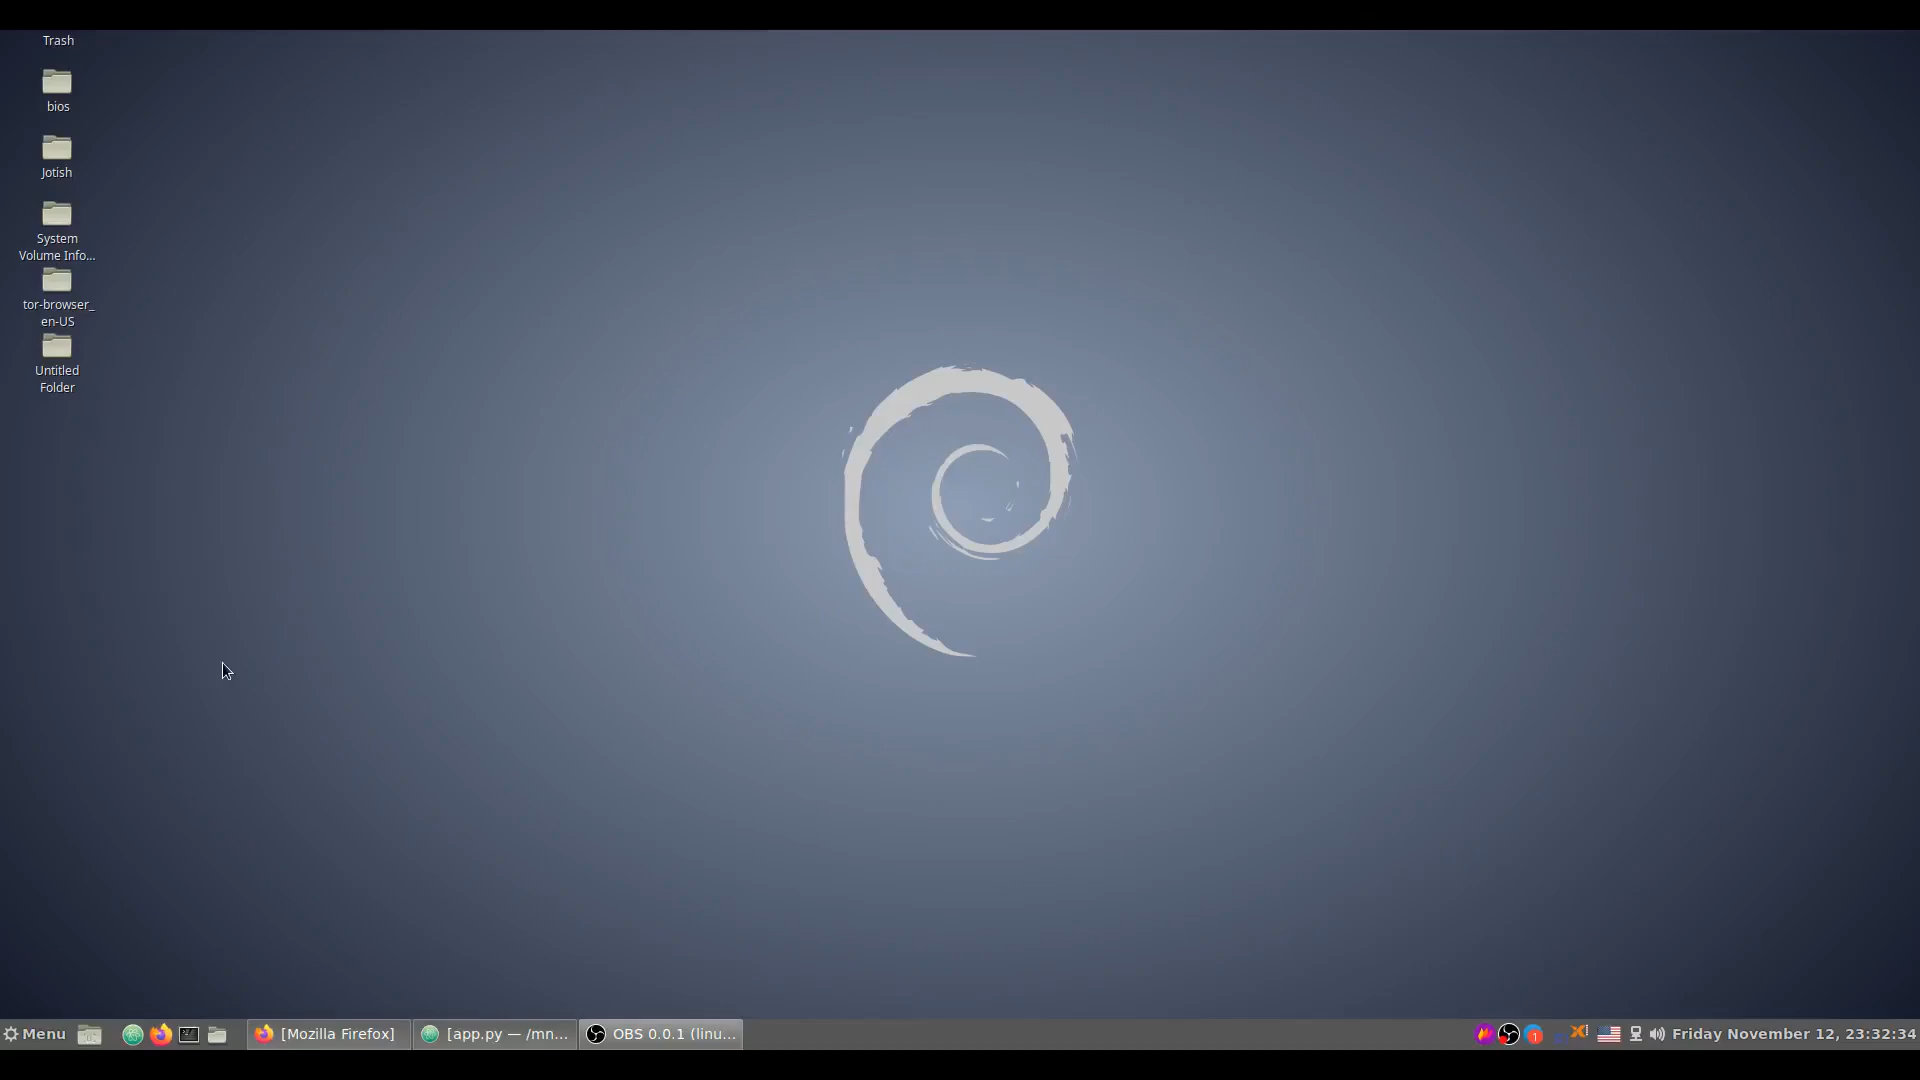 Trash
bios
Jotish
System
Volume Info...
tor-browser_
en-US
Untitled
Folder
Menu
[Mozilla Firefox]
[app.py — /mn...
OBS 0.0.1 (linu...
1
Friday November 12, 23:32:34